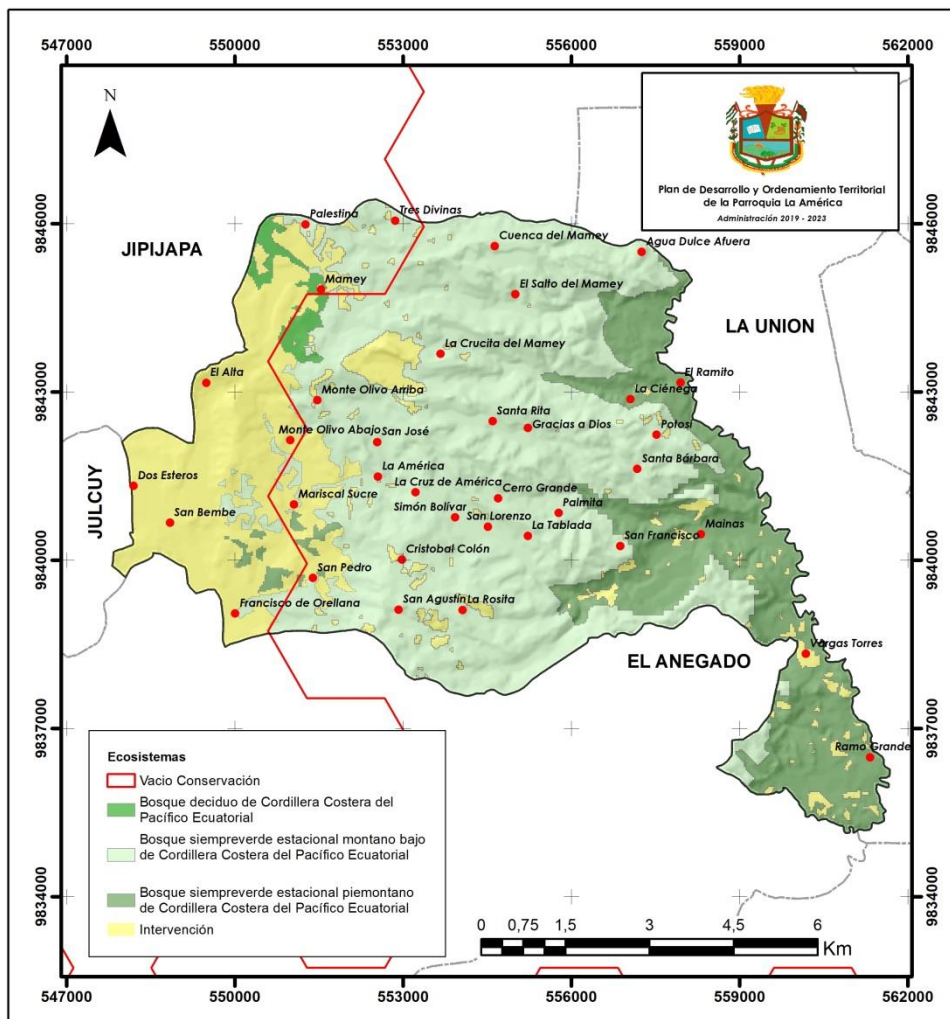 547000 550000 553000 556000 559000 562000
N
Plan de Desarrollo y Ordenamiento Territorial
de la Parroquia La América
Administración 2019 - 2023
9846000 9846000
Palestina
Tres Divinas
Cuenca del Mamey
Agua Dulce Afuera
JIPIJAPA
Mamey
El Salto del Mamey
LA UNION
La Crucita del Mamey
El Alta
El Ramito
9843000 9843000
Monte Olivo Arriba
La Ciénega
Santa Rita
Gracias a Dios
Potosí
Monte Olivo Abajo
San José
Santa Bárbara
La América
Dos Esteros
JULCUY
La Cruz de América
Cerro Grande
Mariscal Sucre
Simón Bolívar
Palmita
San Bembe
San Lorenzo
La Tablada
Mainas
San Francisco
9840000 9840000
Cristobal Colón
San Pedro
Francisco de Orellana
San Agustín
La Rosita
EL ANEGADO
Vargas Torres
9837000 9837000
Ramo Grande
Ecosistemas
Vacio Conservación
Bosque deciduo de Cordillera Costera del
Pacífico Ecuatorial
Bosque siempreverde estacional montano bajo
de Cordillera Costera del Pacífico Ecuatorial
Bosque siempreverde estacional piemontano
de Cordillera Costera del Pacífico Ecuatorial
Intervención
9834000 9834000
0 0,75 1,5 3 4,5 6
Km
547000 550000 553000 556000 559000 562000